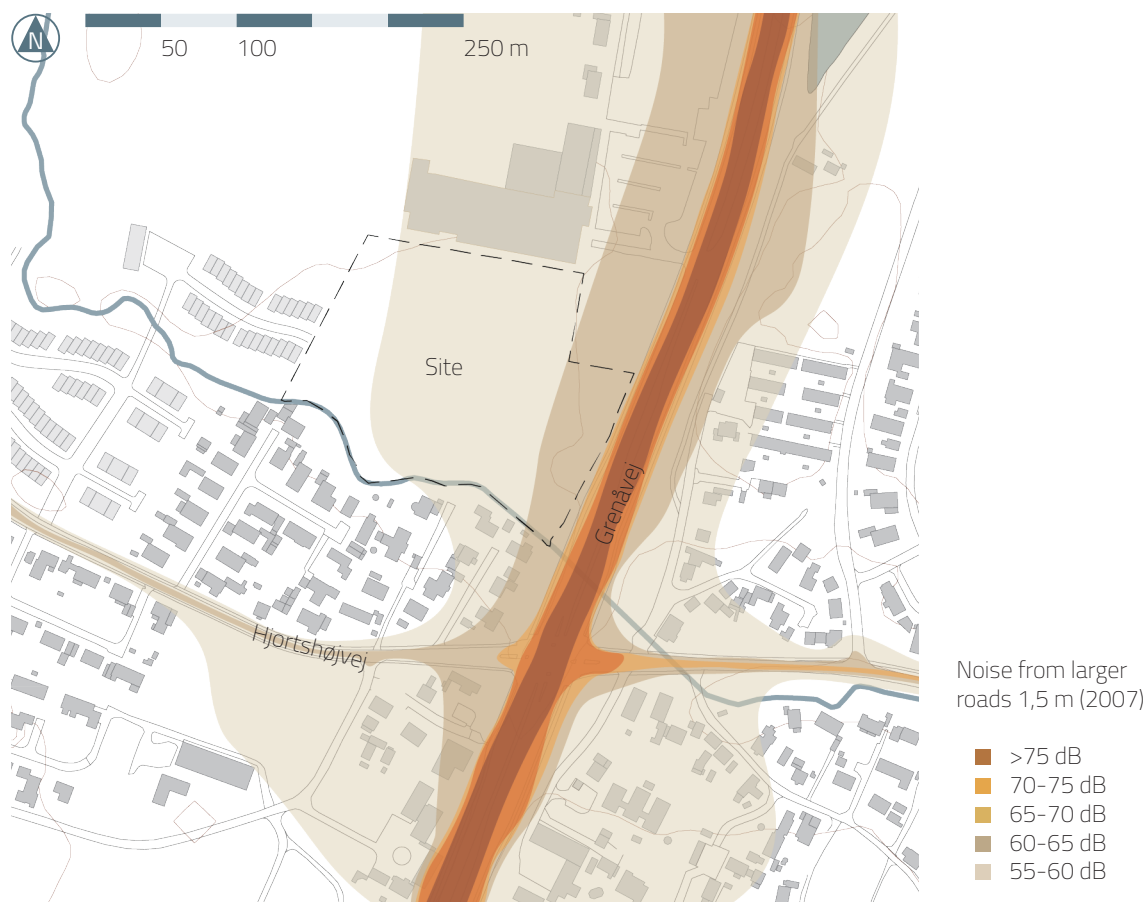 N
50 100 250 m
Site
Grenåvej
Hjortshøjvej
Noise from larger
roads 1,5 m (2007)
>75 dB
70-75 dB
65-70 dB
60-65 dB
55-60 dB